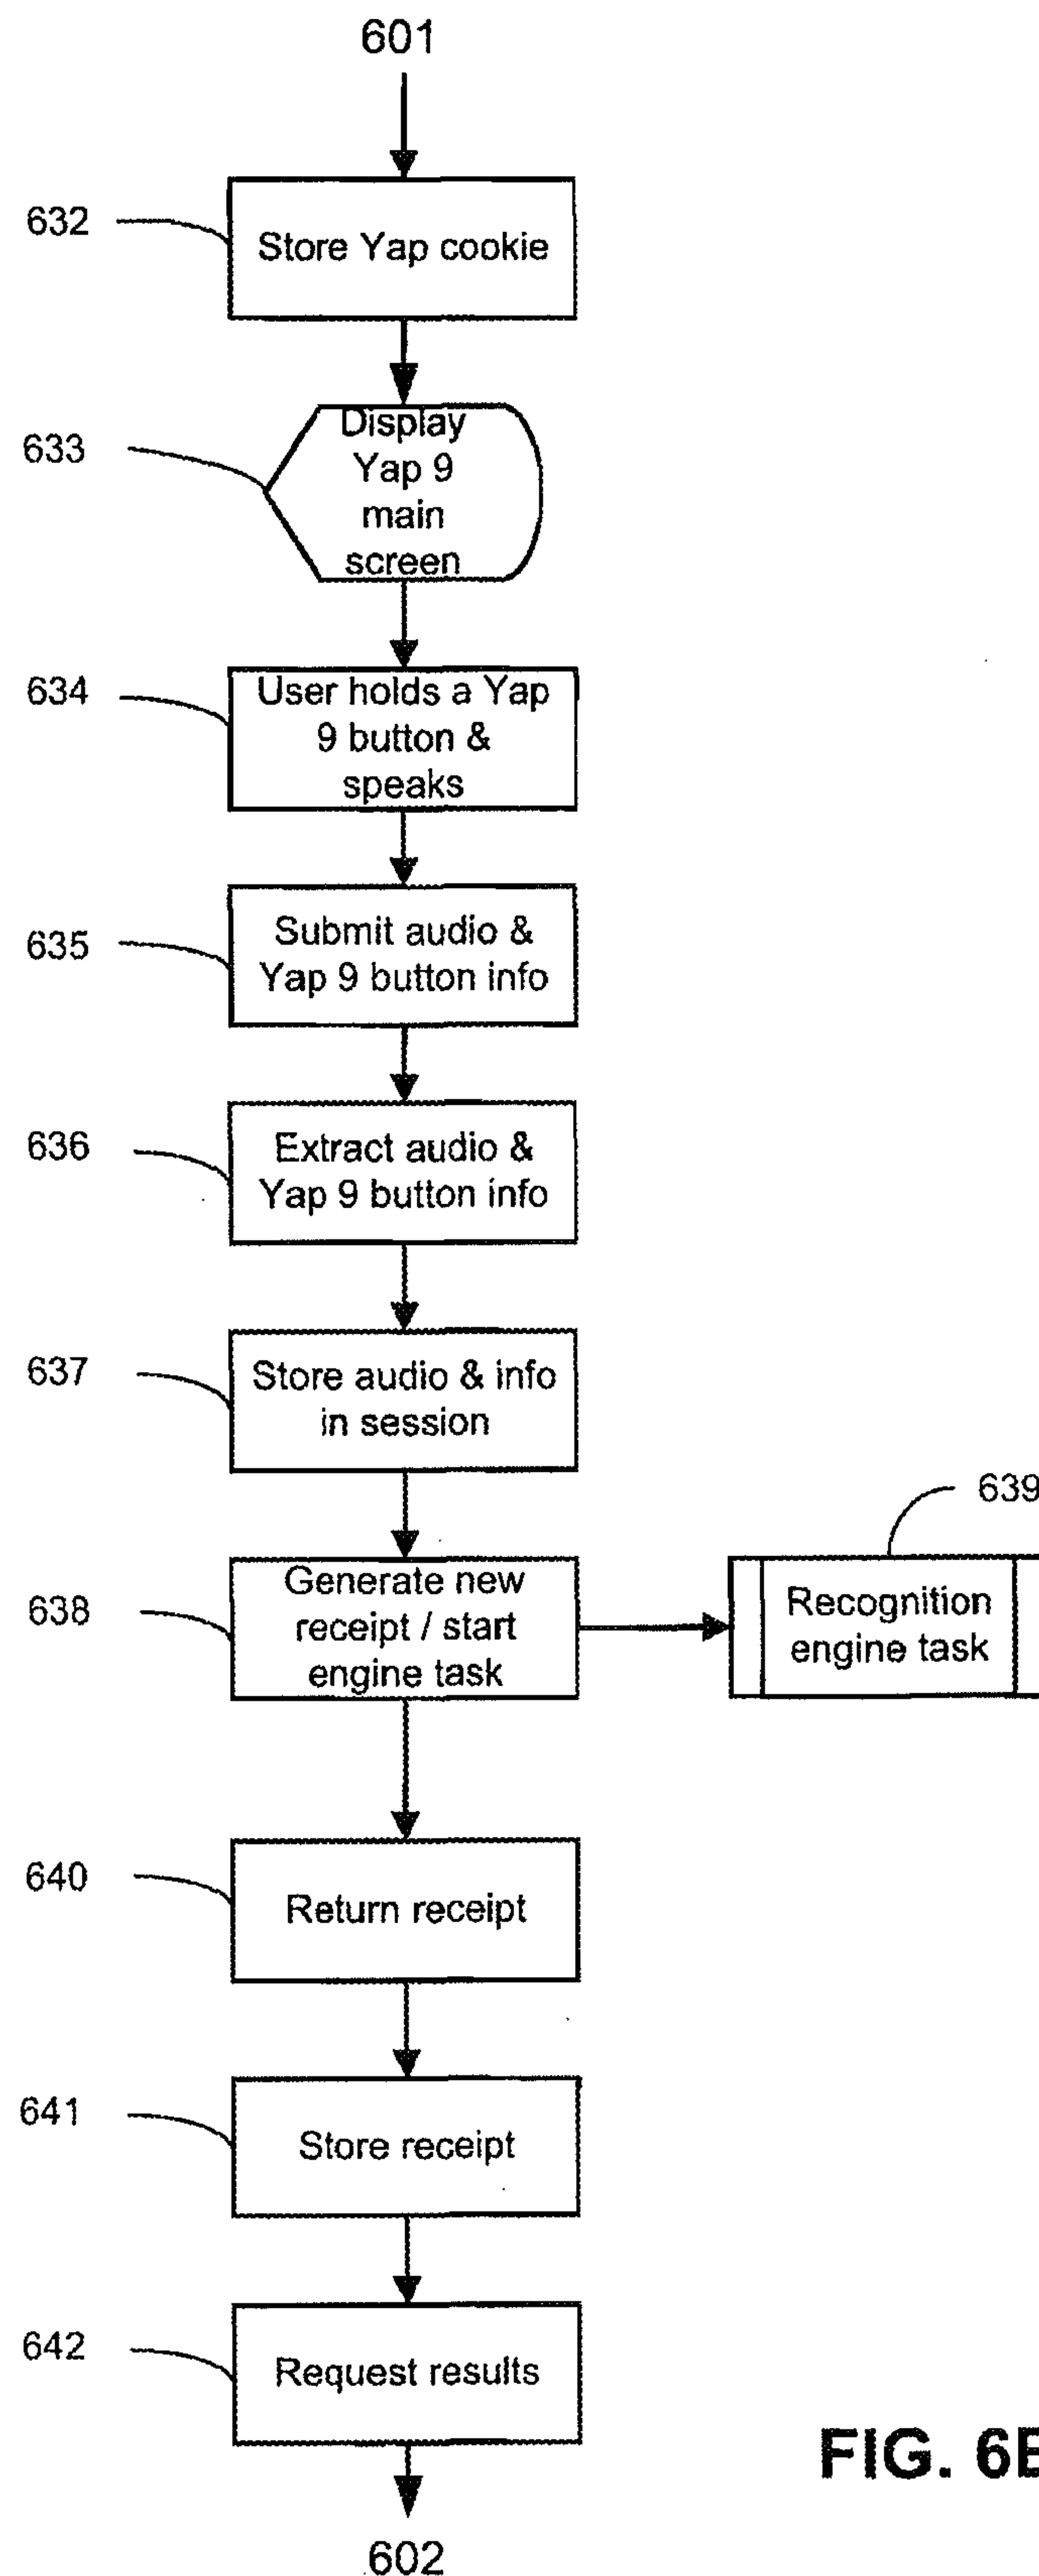 601
632
Store Yap cookie
633
Display
Yap 9
main
screen
634
User holds a Yap
9 button &
speaks
635
Submit audio &
Yap 9 button info
636
Extract audio &
Yap 9 button info
637
Store audio & info
in session
639
638
Generate new
receipt / start
engine task
Recognition
engine task
640
Return receipt
641
Store receipt
642
Request results
FIG. 6B
602